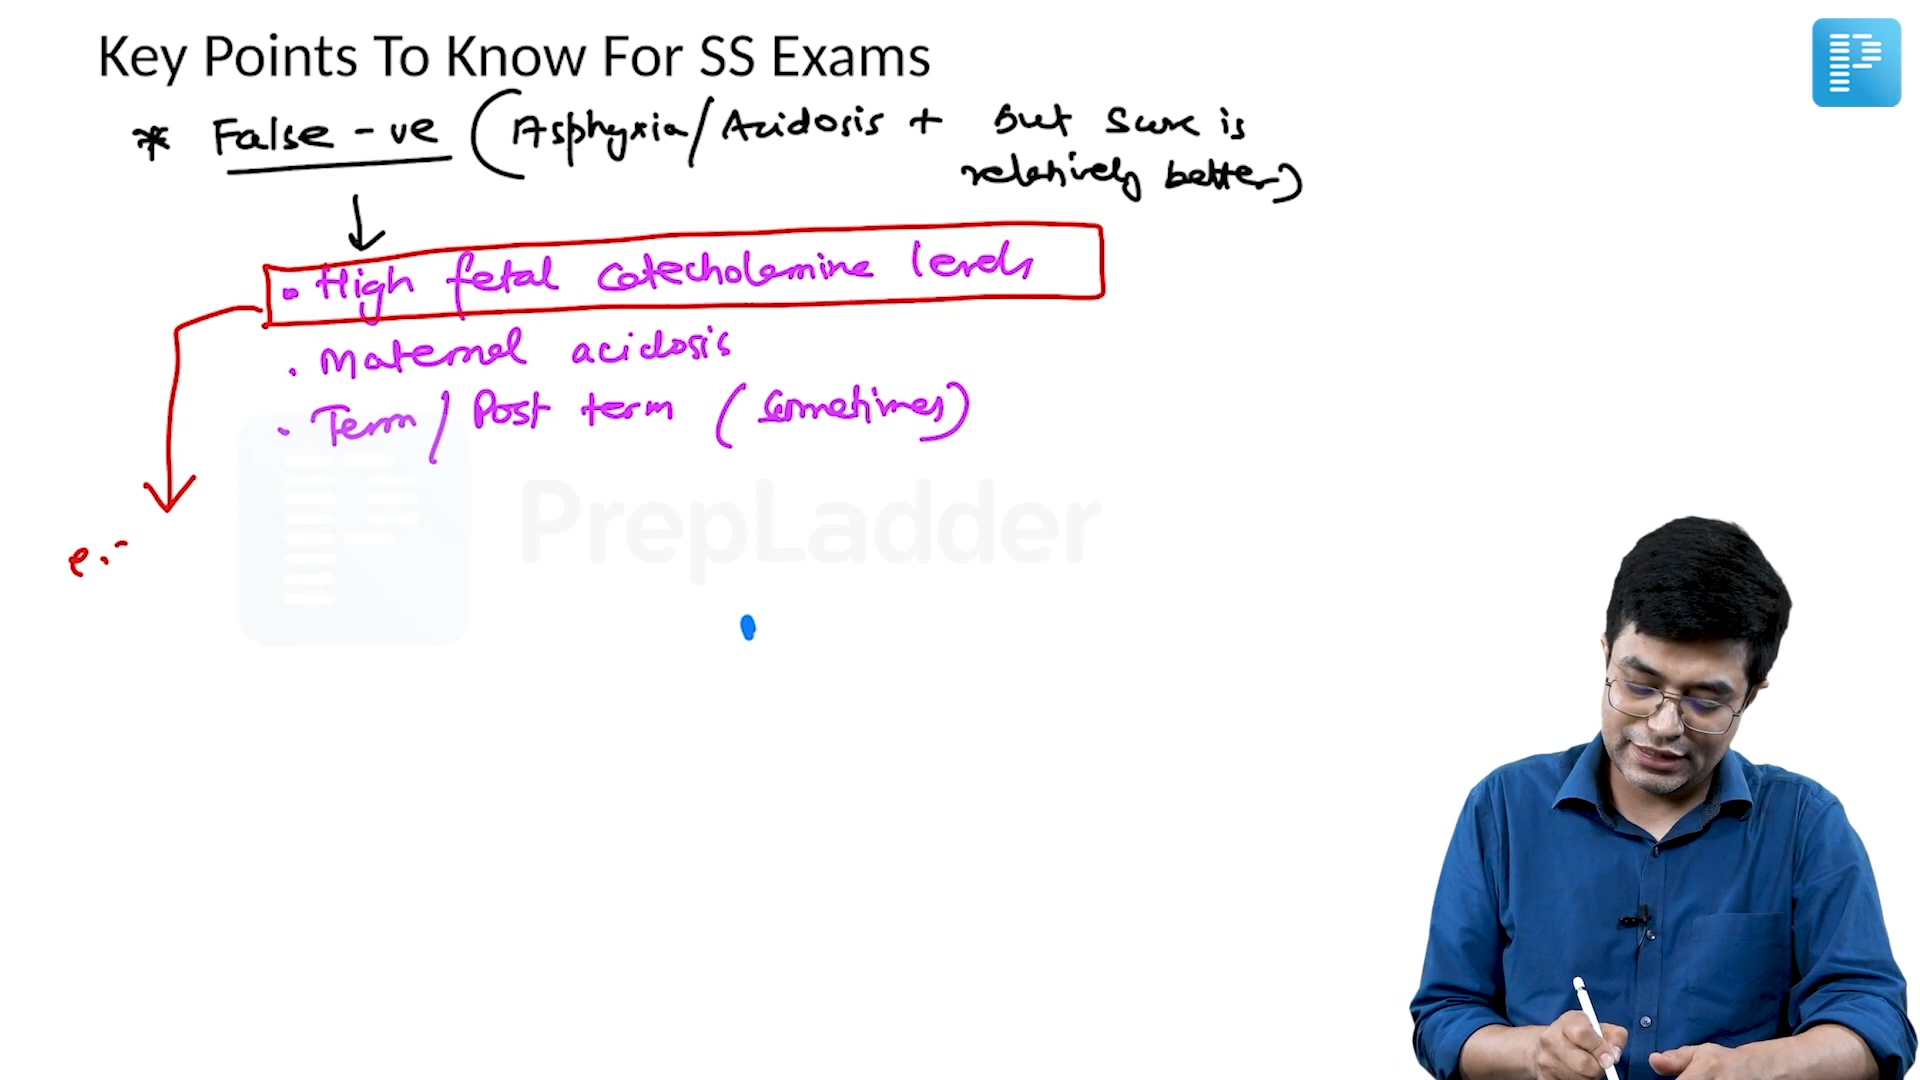 Key Points To Know For SS Exams
* False -ve (Asphyxia/Acidosis + but Score is
relatively better)
• High fetal catecholamine levels
• Maternal acidosis
• Term / Post term (Sometimes)
PrepLadder